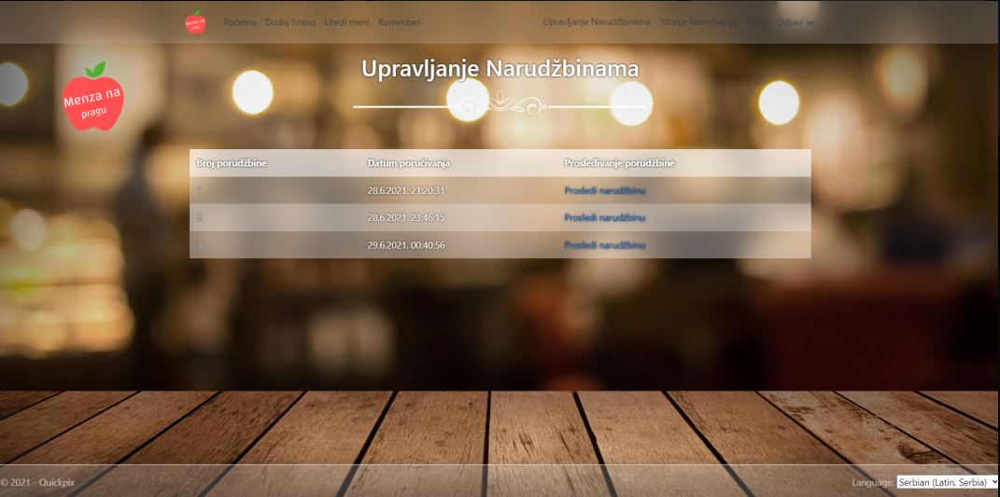 Menza na
pragu
Početna Dodaj hranu Uredi meni Komentari Upravljanje Narudžbinama Istorija Naručivanja Profil Odjavi se
Upravljanje Narudžbinama
Menza na
pragu
Broj porudžbine Datum poručivanja Prosleđivanje porudžbine
1 28.6.2021. 21:20:31 Prosledi narudžbinu
2 28.6.2021. 23:46:15 Prosledi narudžbinu
3 29.6.2021. 00:40:56 Prosledi narudžbinu
© 2021 - Quickpix Language: Serbian (Latin, Serbia)